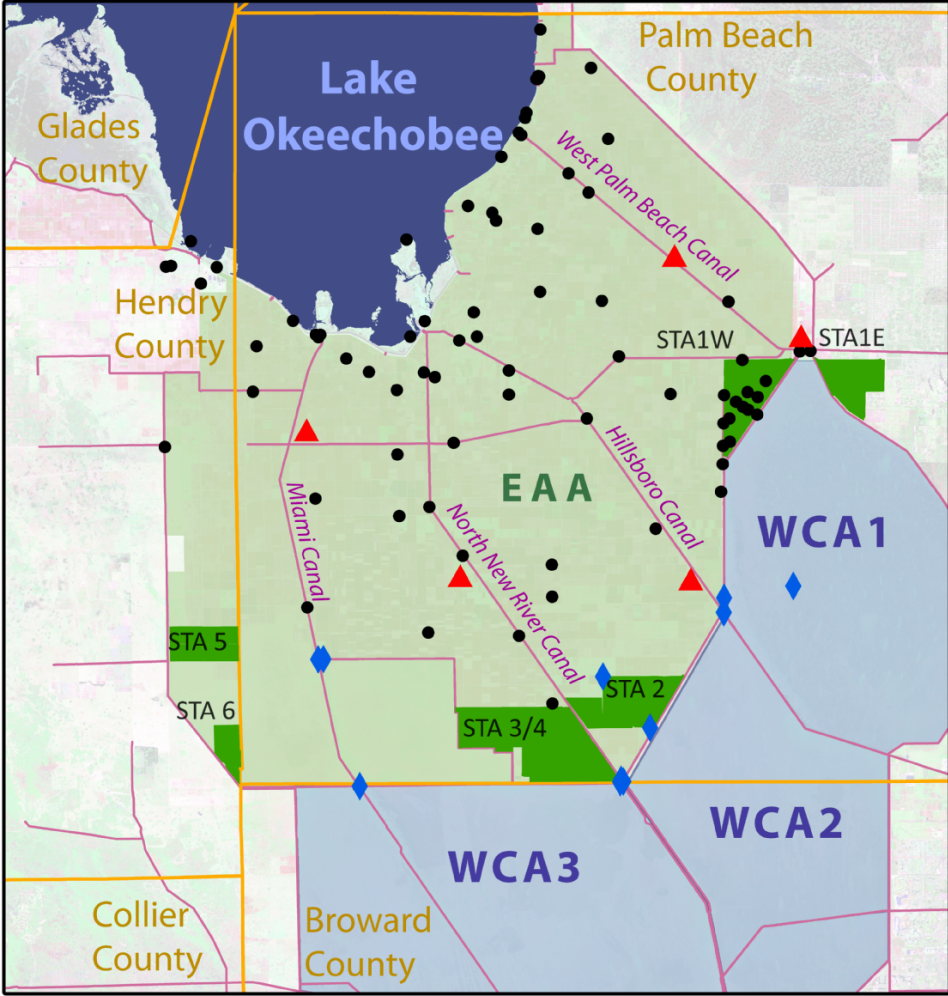 Palm Beach
County
Lake
Okeechobee
Glades
County
West Palm Beach Canal
Hendry
County
STA1W
STA1E
Hillsboro Canal
EAA
Miami Canal
North New River Canal
WCA1
STA 5
STA 6
STA 2
STA 3/4
WCA2
WCA3
Collier
County
Broward
County